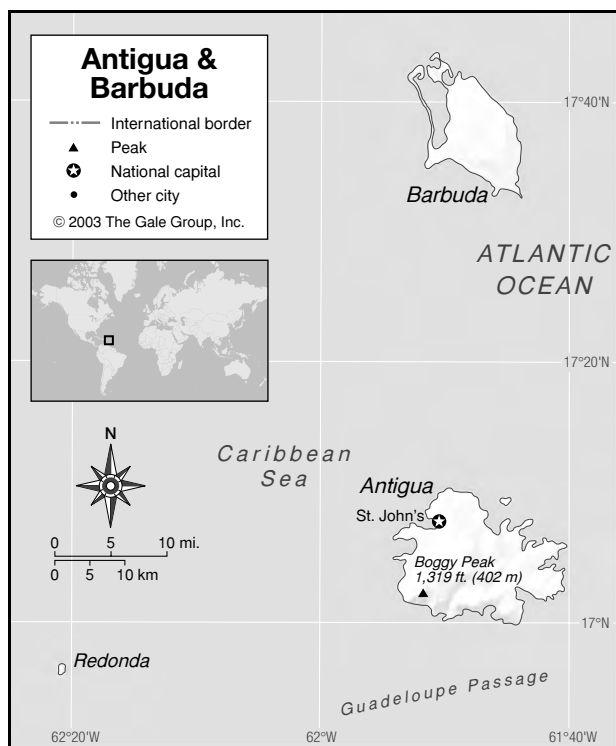 Antigua &
Barbuda
International border
Peak
National capital
Other city
© 2003 The Gale Group, Inc.
17°40'N
Barbuda
ATLANTIC
OCEAN
17°20'N
Caribbean
Sea
N
0 5 10 mi.
0 5 10 km
Antigua
St. John's
Boggy Peak
1,319 ft. (402 m)
17°N
Redonda
Guadeloupe Passage
62°20'W
62°W
61°40'W